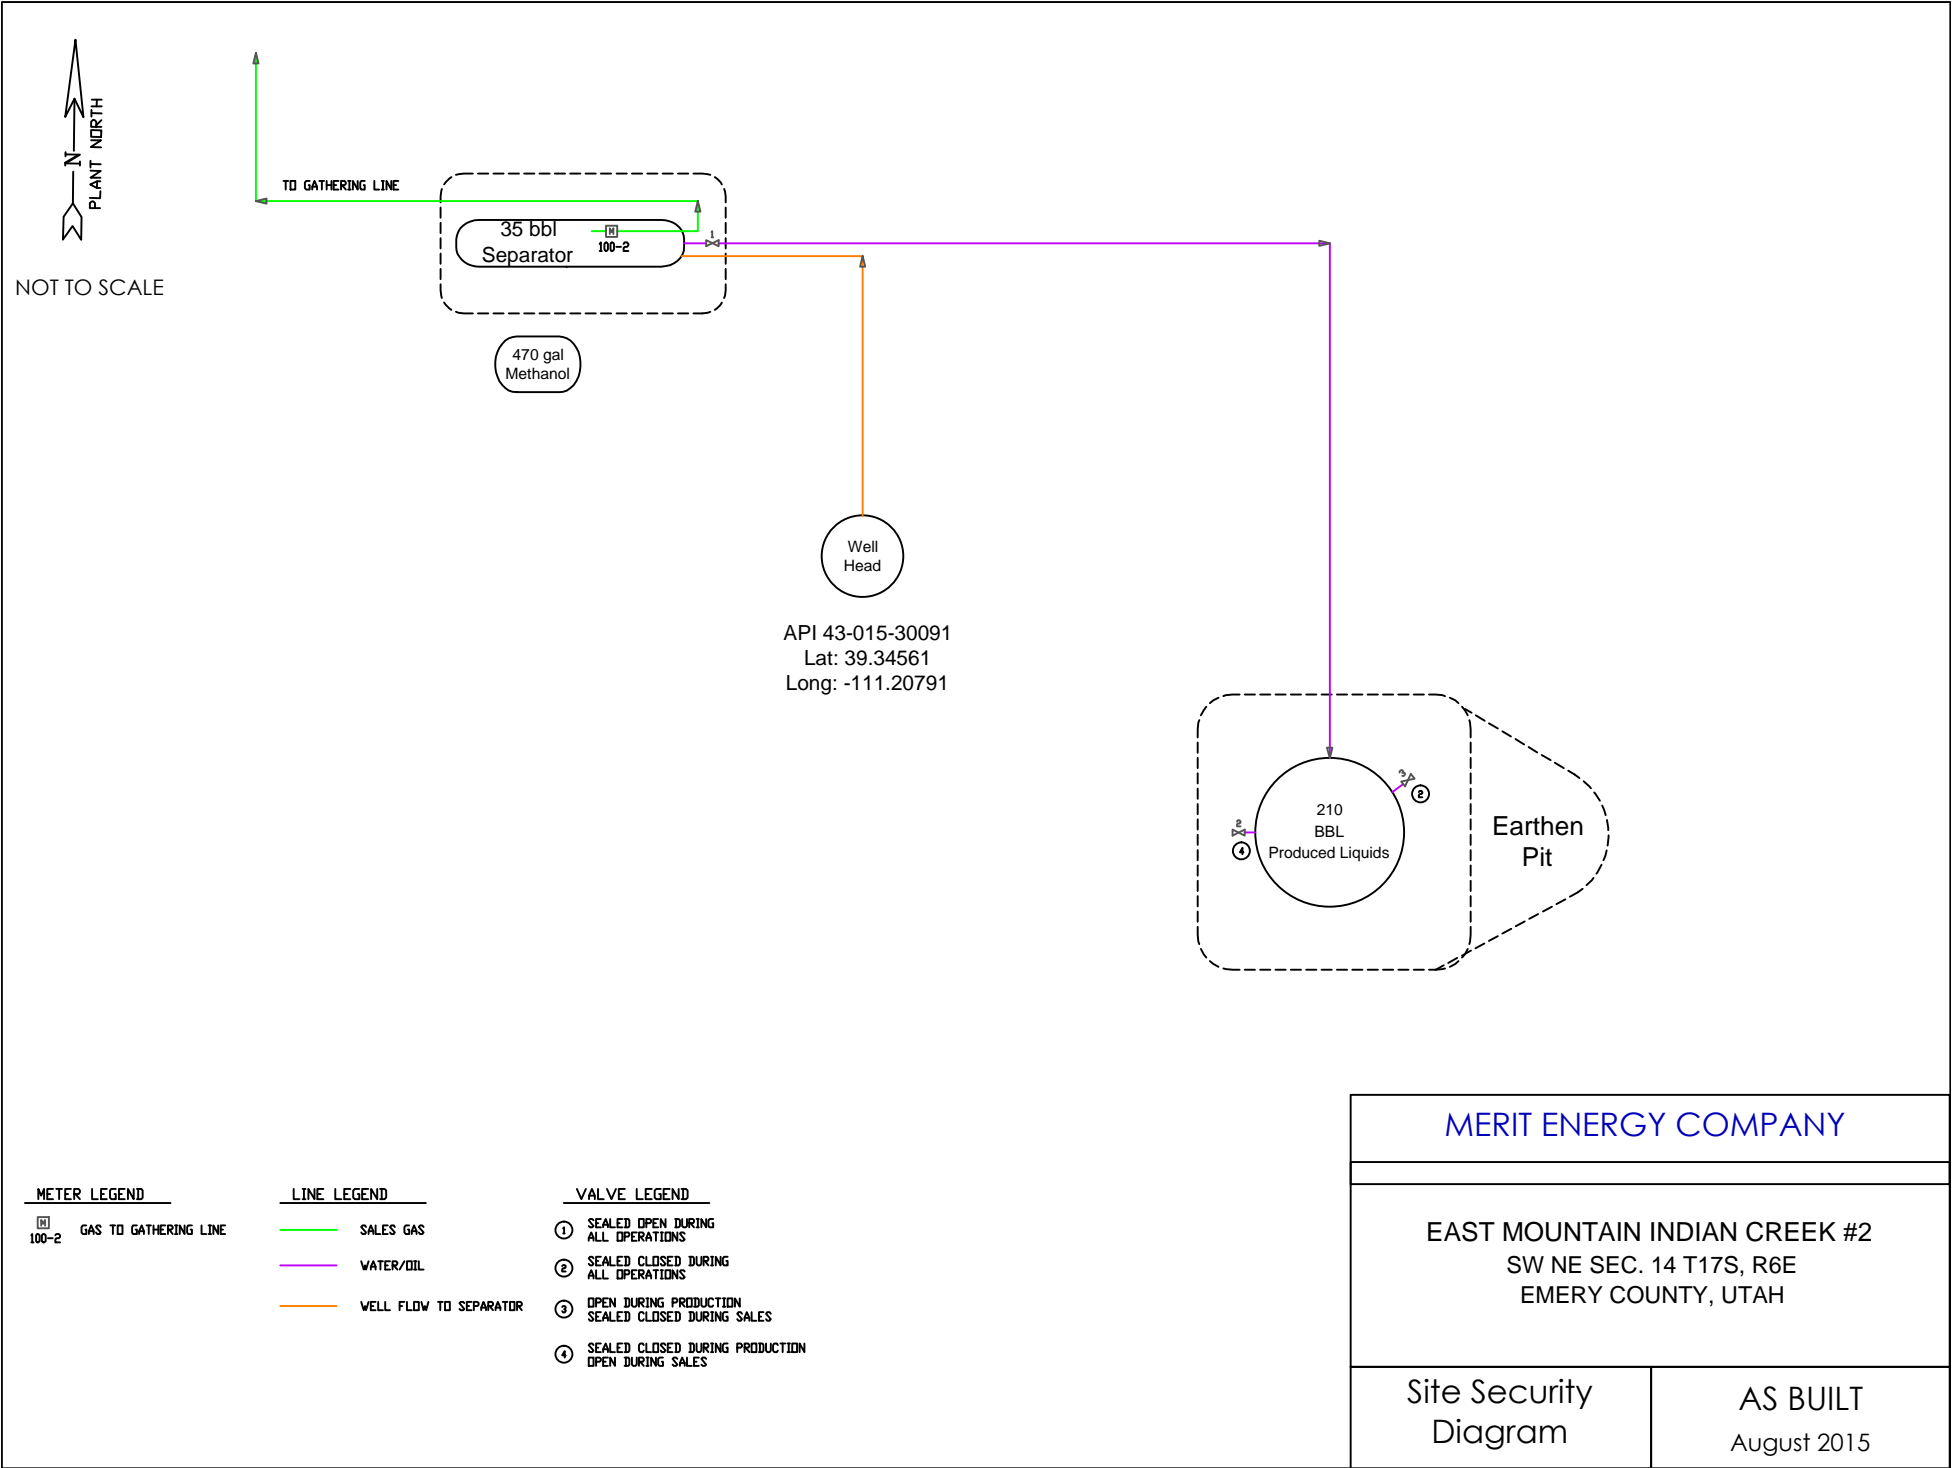 N
PLANT NORTH
NOT TO SCALE
TO GATHERING LINE
35 bbl
Separator
M
100-2
1
470 gal
Methanol
Well
Head
API 43-015-30091
Lat: 39.34561
Long: -111.20791
210
BBL
Produced Liquids
2
4
3
2
Earthen
Pit
METER LEGEND
M
100-2
GAS TO GATHERING LINE
LINE LEGEND
SALES GAS
WATER/OIL
WELL FLOW TO SEPARATOR
VALVE LEGEND
1 SEALED OPEN DURING
ALL OPERATIONS
2 SEALED CLOSED DURING
ALL OPERATIONS
3 OPEN DURING PRODUCTION
SEALED CLOSED DURING SALES
4 SEALED CLOSED DURING PRODUCTION
OPEN DURING SALES
MERIT ENERGY COMPANY
EAST MOUNTAIN INDIAN CREEK #2
SW NE SEC. 14 T17S, R6E
EMERY COUNTY, UTAH
Site Security
Diagram
AS BUILT
August 2015